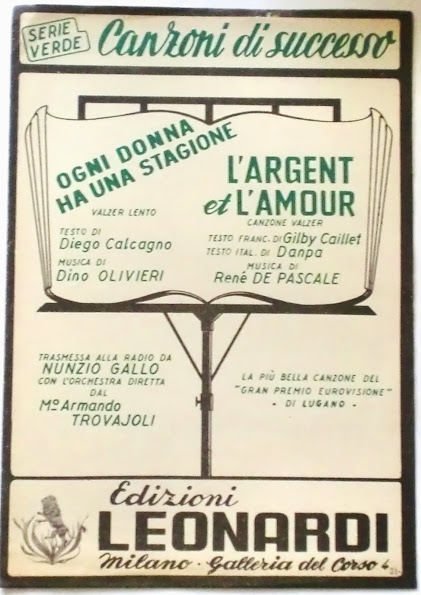 SERIE
VERDE
Canzoni di successo
OGNI DONNA
HA UNA STAGIONE
VALZER LENTO
TESTO DI
Diego Calcagno
MUSICA DI
Dino OLIVIERI
L'ARGENT
et L'AMOUR
CANZONE VALZER
TESTO FRANC. DI Gilby Caillet
TESTO ITAL. DI Danpa
MUSICA DI
René DE PASCALE
TRASMESSA ALLA RADIO DA
NUNZIO GALLO
CON L'ORCHESTRA DIRETTA
DAL
Mº Armando
TROVAJOLI
LA PIÙ BELLA CANZONE DEL
"GRAN PREMIO EUROVISIONE"
- DI LUGANO -
Edizioni
LEONARDI
Milano - Galleria del Corso 4